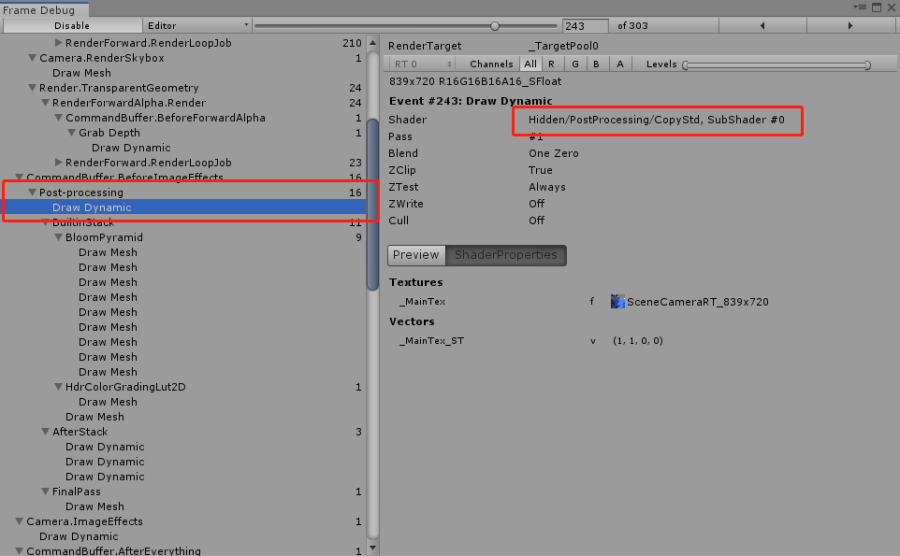 Frame Debug
Disable
Editor
243
of 303
RenderForward.RenderLoopJob 210
Camera.RenderSkybox 1
Draw Mesh
Render.TransparentGeometry 24
RenderForwardAlpha.Render 24
CommandBuffer.BeforeForwardAlpha 1
Grab Depth 1
Draw Dynamic
RenderForward.RenderLoopJob 23
CommandBuffer.BeforeImageEffects 16
Post-processing 16
Draw Dynamic
BuiltinStack 11
BloomPyramid 9
Draw Mesh
Draw Mesh
Draw Mesh
Draw Mesh
Draw Mesh
Draw Mesh
Draw Mesh
Draw Mesh
Draw Mesh
HdrColorGradingLut2D 1
Draw Mesh
Draw Mesh
AfterStack 3
Draw Dynamic
Draw Dynamic
Draw Dynamic
FinalPass 1
Draw Mesh
Camera.ImageEffects 1
Draw Dynamic
CommandBuffer.AfterEverything 1
RenderTarget _TargetPool0
RT 0 Channels All R G B A Levels
839x720 R16G16B16A16_SFloat
Event #243: Draw Dynamic
Shader Hidden/PostProcessing/CopyStd, SubShader #0
Pass #1
Blend One Zero
ZClip True
ZTest Always
ZWrite Off
Cull Off
Preview ShaderProperties
Textures
_MainTex f SceneCameraRT_839x720
Vectors
_MainTex_ST v (1, 1, 0, 0)